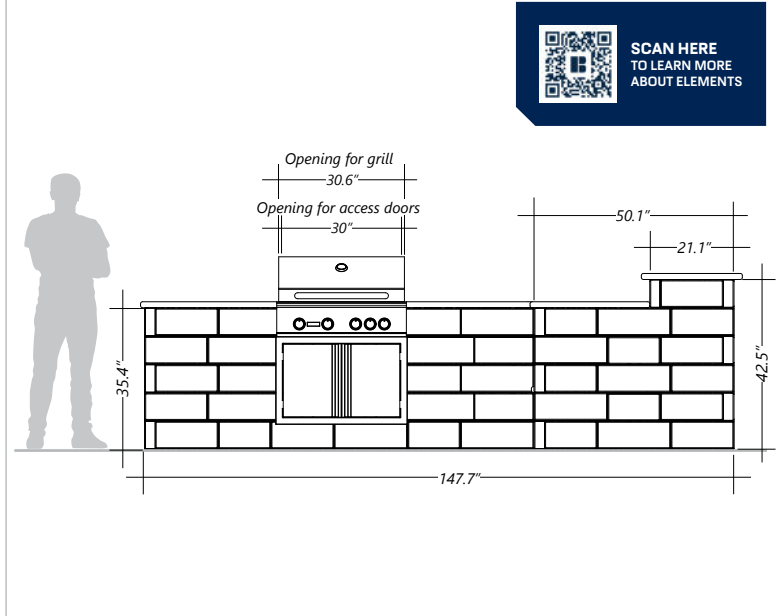 SCAN HERE
TO LEARN MORE
ABOUT ELEMENTS
Opening for grill
30.6”
Opening for access doors
30”
50.1”
21.1”
35.4”
42.5”
147.7”